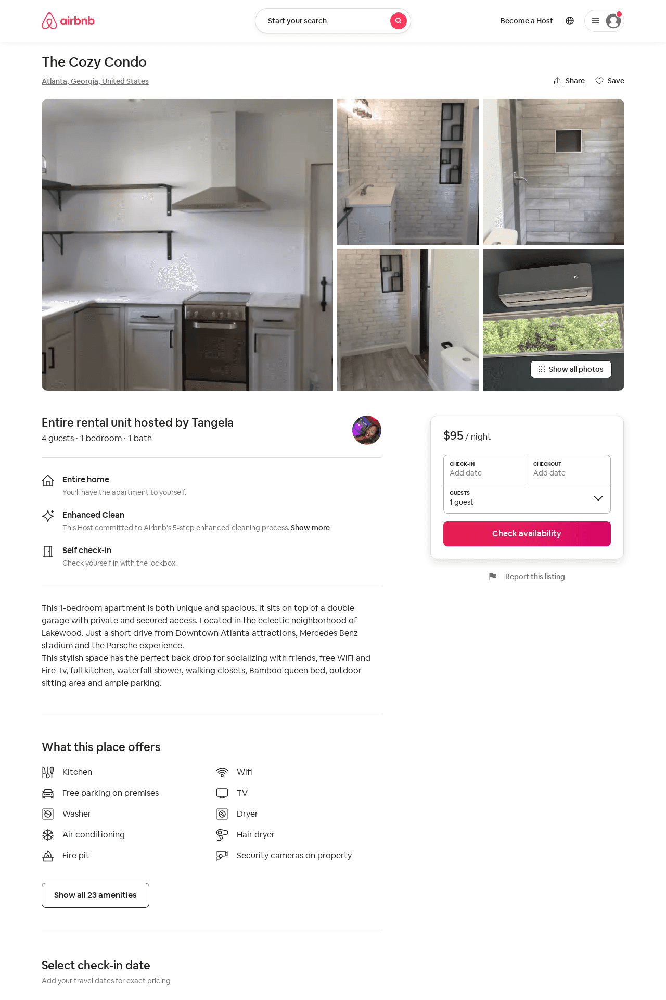 airbnb
Start your search
Become a Host
The Cozy Condo
Atlanta, Georgia, United States
Share
Save
Show all photos
Entire rental unit hosted by Tangela
4 guests · 1 bedroom · 1 bath
Entire home
You’ll have the apartment to yourself.
Enhanced Clean
This Host committed to Airbnb's 5-step enhanced cleaning process. Show more
Self check-in
Check yourself in with the lockbox.
$95 / night
CHECK-IN
Add date
CHECKOUT
Add date
GUESTS
1 guest
Check availability
Report this listing
This 1-bedroom apartment is both unique and spacious. It sits on top of a double
garage with private and secured access. Located in the eclectic neighborhood of
Lakewood. Just a short drive from Downtown Atlanta attractions, Mercedes Benz
stadium and the Porsche experience.
This stylish space has the perfect back drop for socializing with friends, free WiFi and
Fire Tv, full kitchen, waterfall shower, walking closets, Bamboo queen bed, outdoor
sitting area and ample parking.
What this place offers
Kitchen
Wifi
Free parking on premises
TV
Washer
Dryer
Air conditioning
Hair dryer
Fire pit
Security cameras on property
Show all 23 amenities
Select check-in date
Add your travel dates for exact pricing